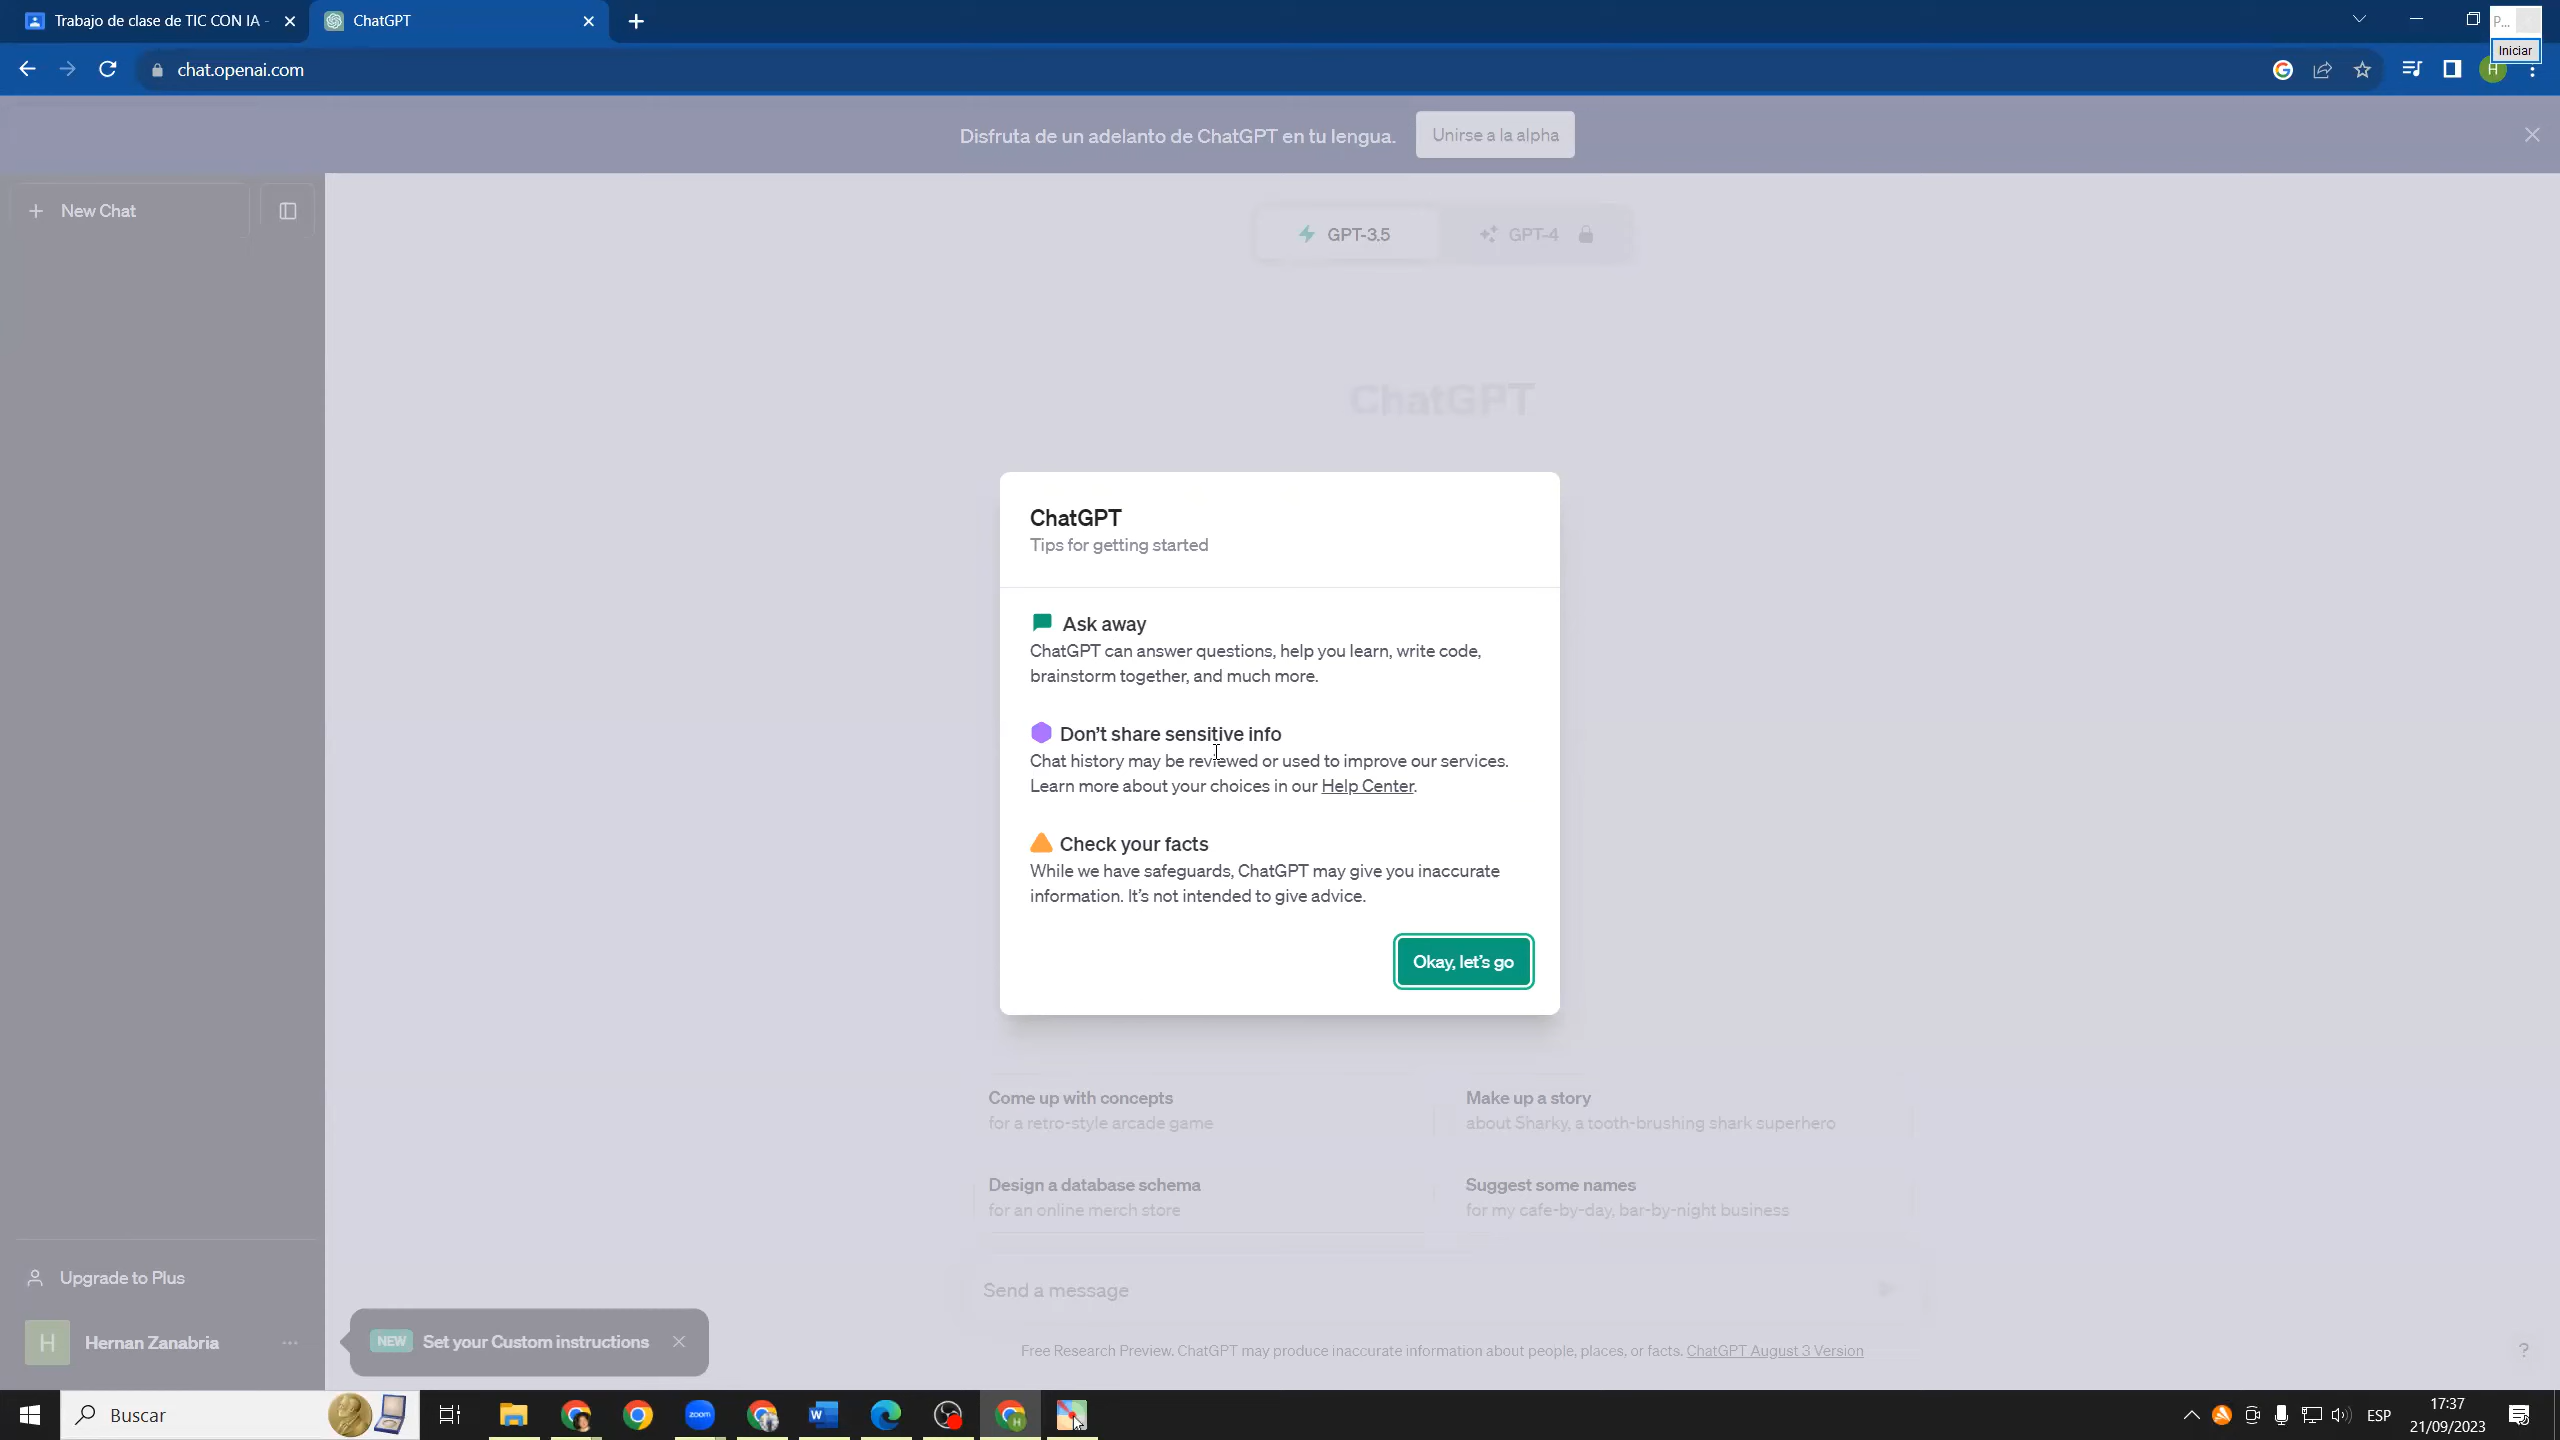 Trabajo de clase de TIC CON IA -
ChatGPT
P...
Iniciar
chat.openai.com
H
Disfruta de un adelanto de ChatGPT en tu lengua.
Unirse a la alpha
New Chat
GPT-3.5
GPT-4
ChatGPT
ChatGPT
Tips for getting started
Ask away
ChatGPT can answer questions, help you learn, write code,
brainstorm together, and much more.
Don't share sensitive info
Chat history may be reviewed or used to improve our services.
Learn more about your choices in our Help Center.
Check your facts
While we have safeguards, ChatGPT may give you inaccurate
information. It's not intended to give advice.
Okay, let's go
Come up with concepts
for a retro-style arcade game
Make up a story
about Sharky, a tooth-brushing shark superhero
Design a database schema
for an online merch store
Suggest some names
for my cafe-by-day, bar-by-night business
Upgrade to Plus
Send a message
H
Hernan Zanabria
NEW
Set your Custom instructions
Free Research Preview. ChatGPT may produce inaccurate information about people, places, or facts. ChatGPT August 3 Version
?
Buscar
zoom
W
H
ESP
17:37
21/09/2023